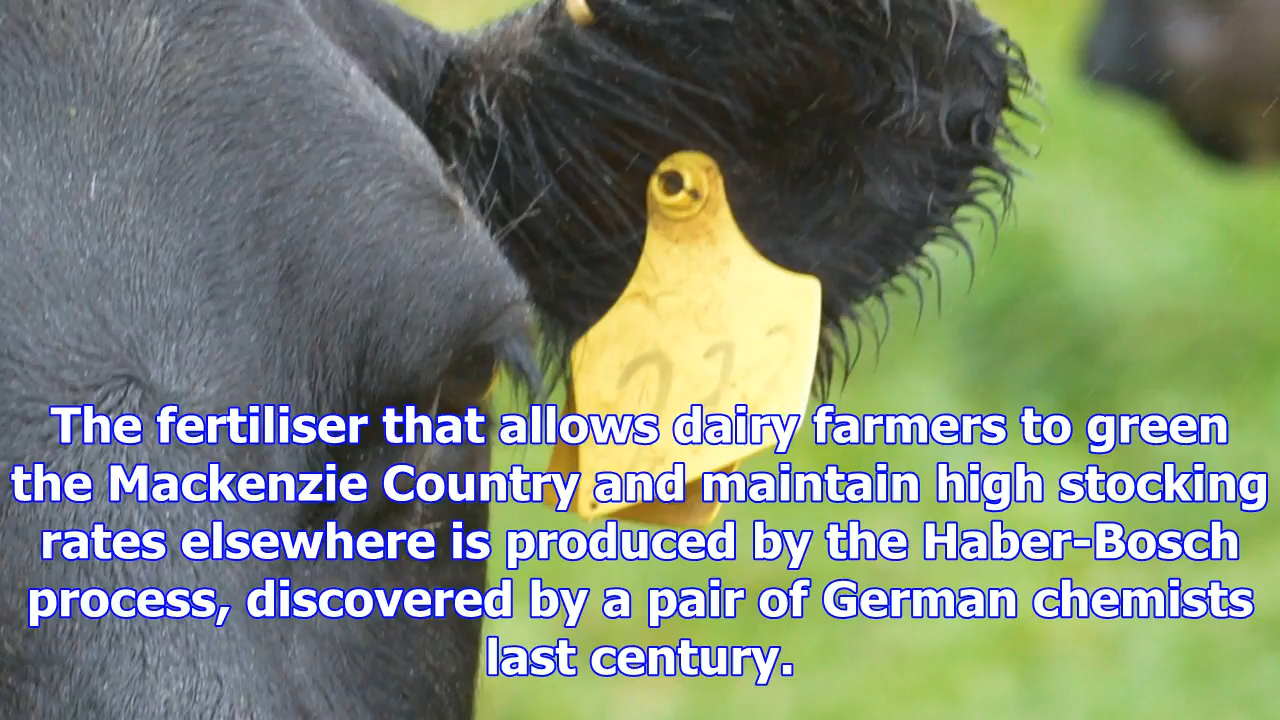 The fertiliser that allows dairy farmers to green
the Mackenzie Country and maintain high stocking
rates elsewhere is produced by the Haber-Bosch
process, discovered by a pair of German chemists
last century.